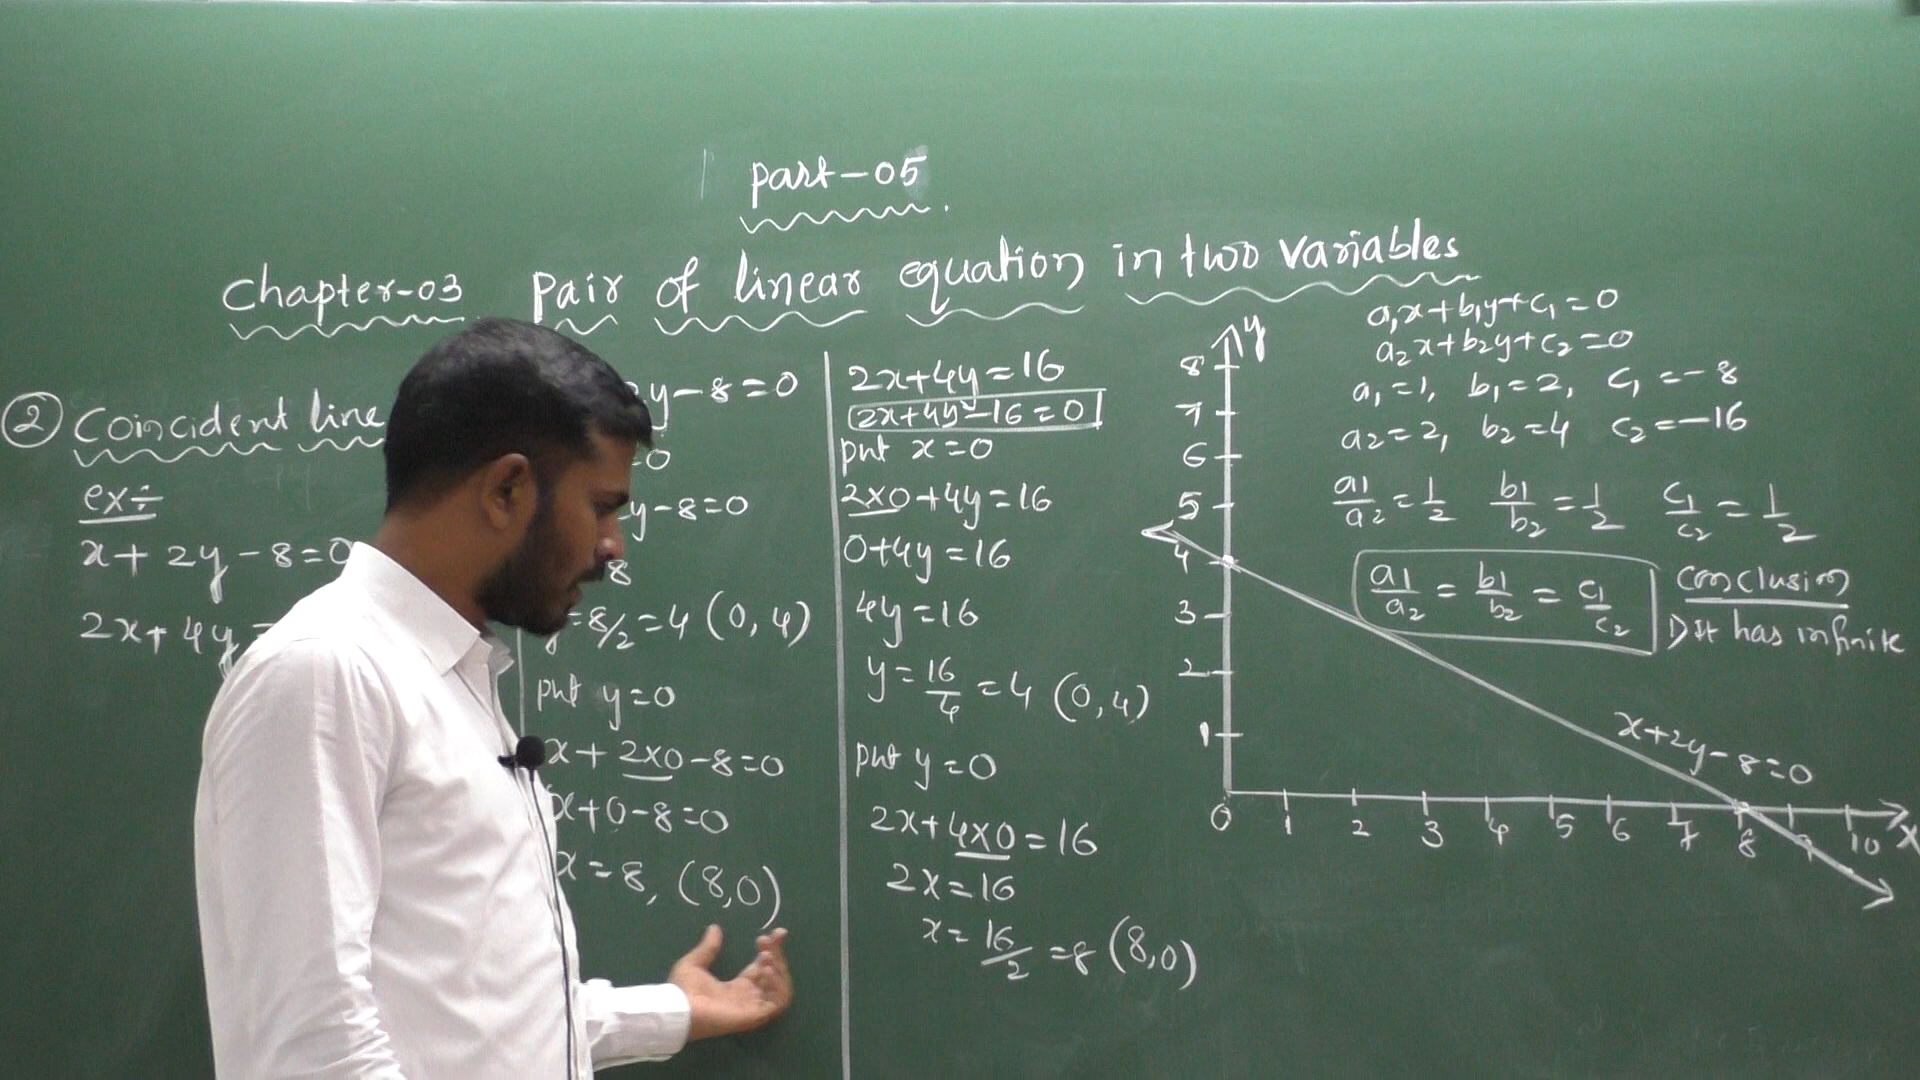 part-05
Chapter-03 pair of linear equation in two variables
② Coincident line
ex÷
x+2y-8=0
2x+4y
y-8=0
=0
y-8=0
8
=8/2=4 (0,4)
put y=0
x+2x0-8=0
x+0-8=0
x=8, (8,0)
2x+4y=16
2x+4y-16=0
put x=0
2x0+4y=16
0+4y=16
4y=16
y=16/4=4 (0,4)
put y=0
2x+4x0=16
2x=16
x=16/2=8 (8,0)
y
8
7
6
5
4
3
2
1
0 1 2 3 4 5 6 7 8 9 10 x
x+2y-8=0
a₁x+b₁y+c₁=0
a₂x+b₂y+c₂=0
a₁=1, b₁=2, c₁=-8
a₂=2, b₂=4, c₂=-16
a₁/a₂=1/2 b₁/b₂=1/2 c₁/c₂=1/2
a₁/a₂=b₁/b₂=c₁/c₂
conclusion
1) It has infinite